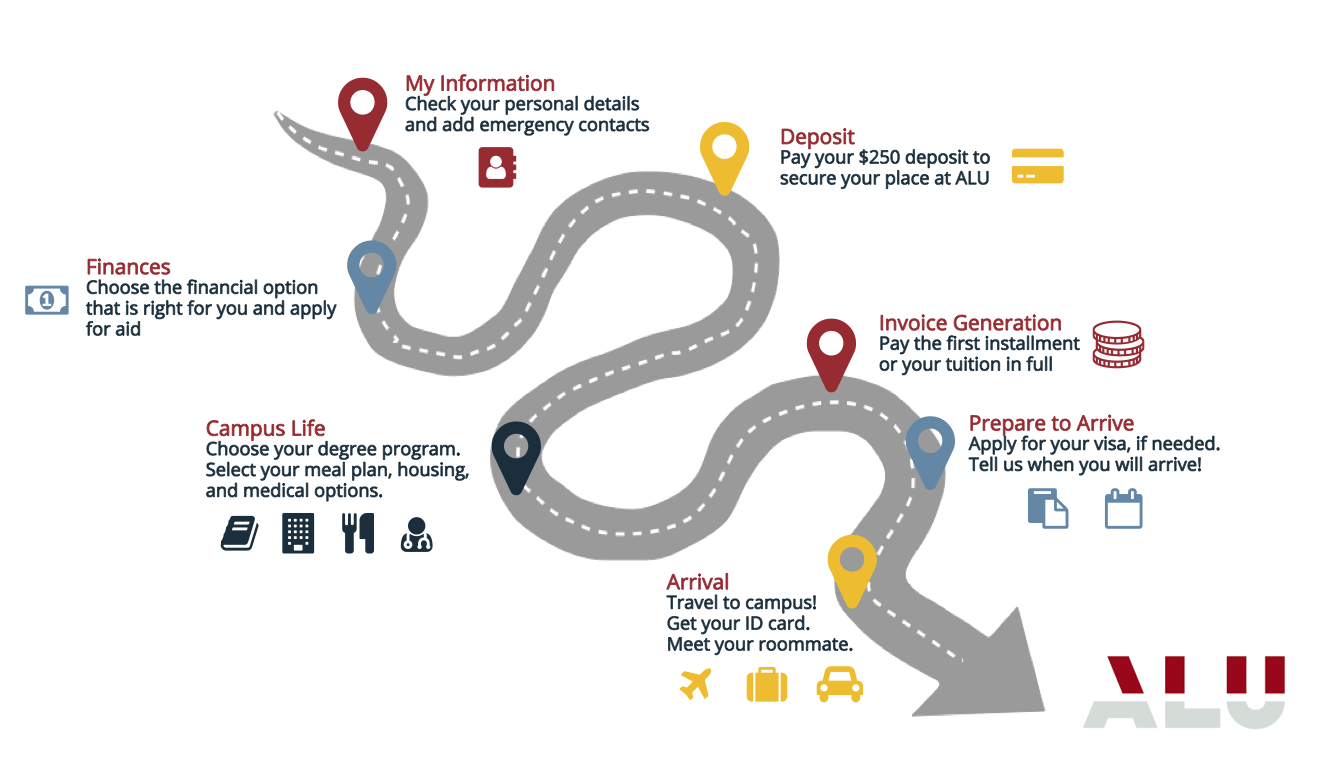 My Information
Check your personal details
and add emergency contacts
Deposit
Pay your $250 deposit to
secure your place at ALU
Finances
Choose the financial option
that is right for you and apply
for aid
1
Invoice Generation
Pay the first installment
or your tuition in full
Campus Life
Choose your degree program.
Select your meal plan, housing,
and medical options.
Prepare to Arrive
Apply for your visa, if needed.
Tell us when you will arrive!
Arrival
Travel to campus!
Get your ID card.
Meet your roommate.
ALU